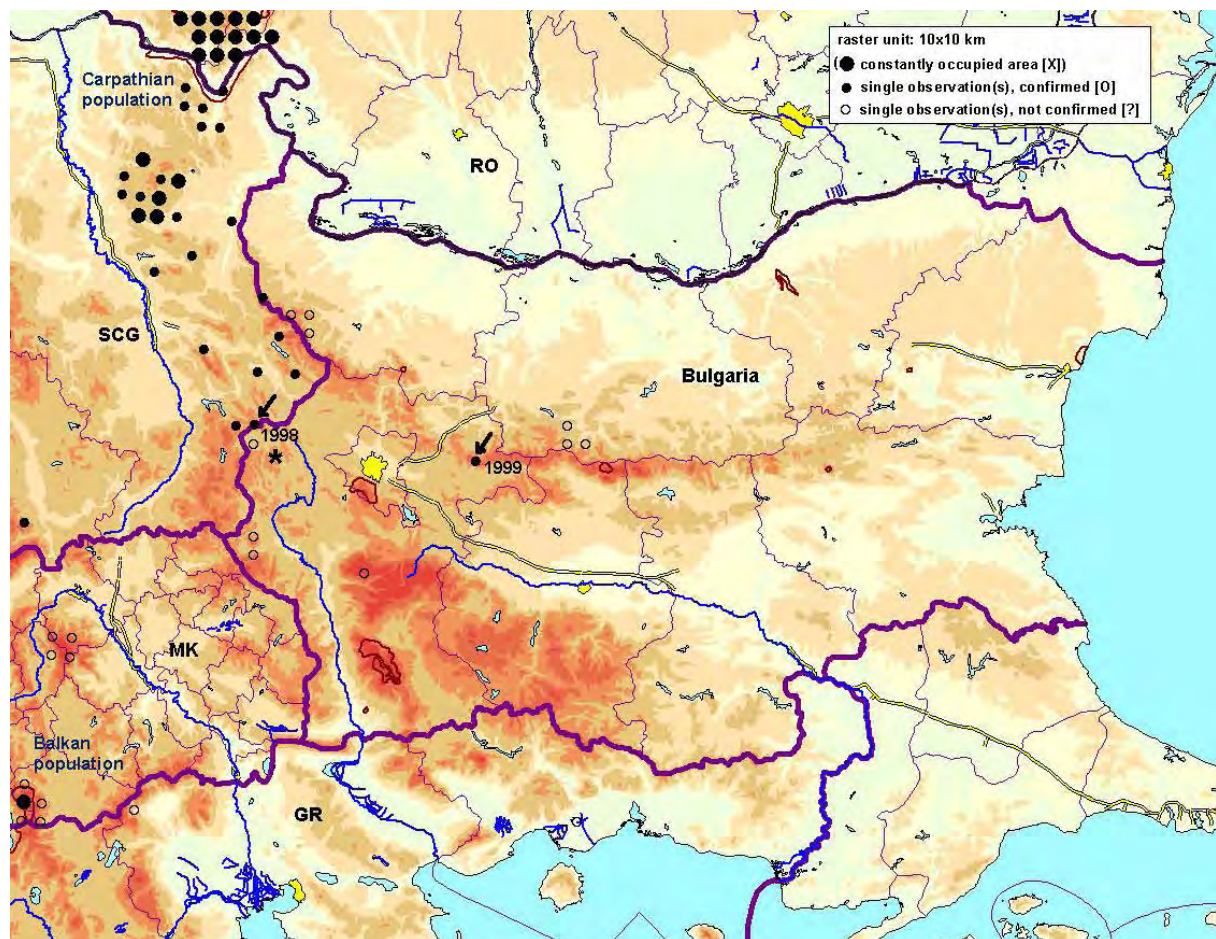 raster unit: 10x10 km
(● constantly occupied area [X])
● single observation(s), confirmed [O]
○ single observation(s), not confirmed [?]
Carpathian
population
RO
SCG
Bulgaria
1998
*
1999
MK
Balkan
population
GR